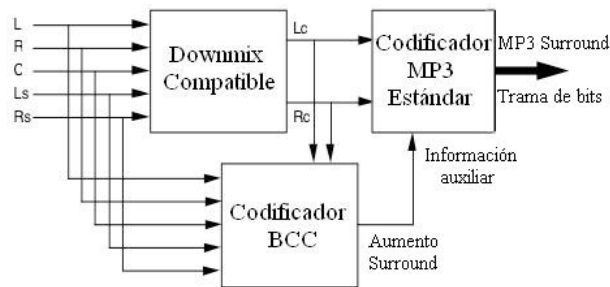 L
R
C
Ls
Rs
Downmix
Compatible
Lc
Rc
Codificador
MP3
Estándar
MP3 Surround
Trama de bits
Información
auxiliar
Codificador
BCC
Aumento
Surround